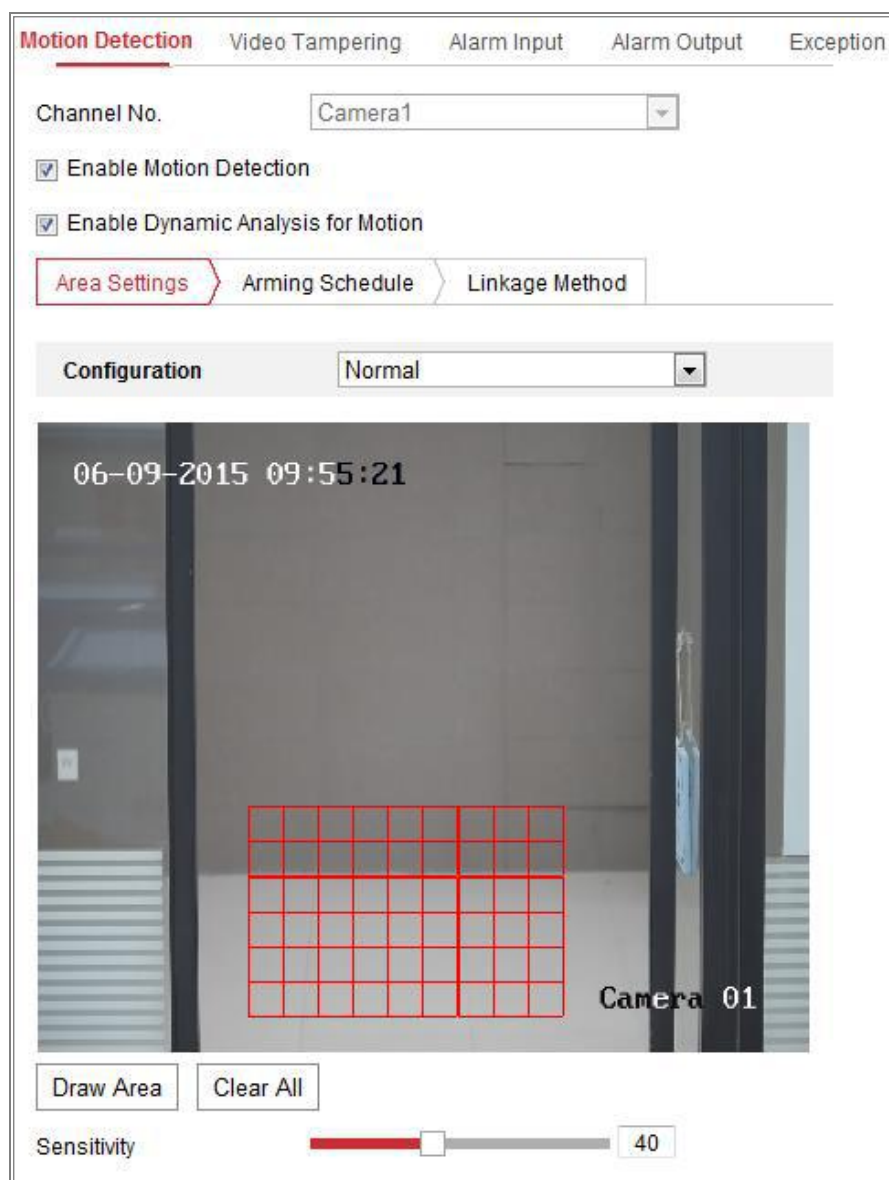 Motion Detection Video Tampering Alarm Input Alarm Output Exception
Channel No. Camera1
Enable Motion Detection
Enable Dynamic Analysis for Motion
Area Settings Arming Schedule Linkage Method
Configuration Normal
06-09-2015 09:55:21
Camera 01
Draw Area Clear All
Sensitivity 40